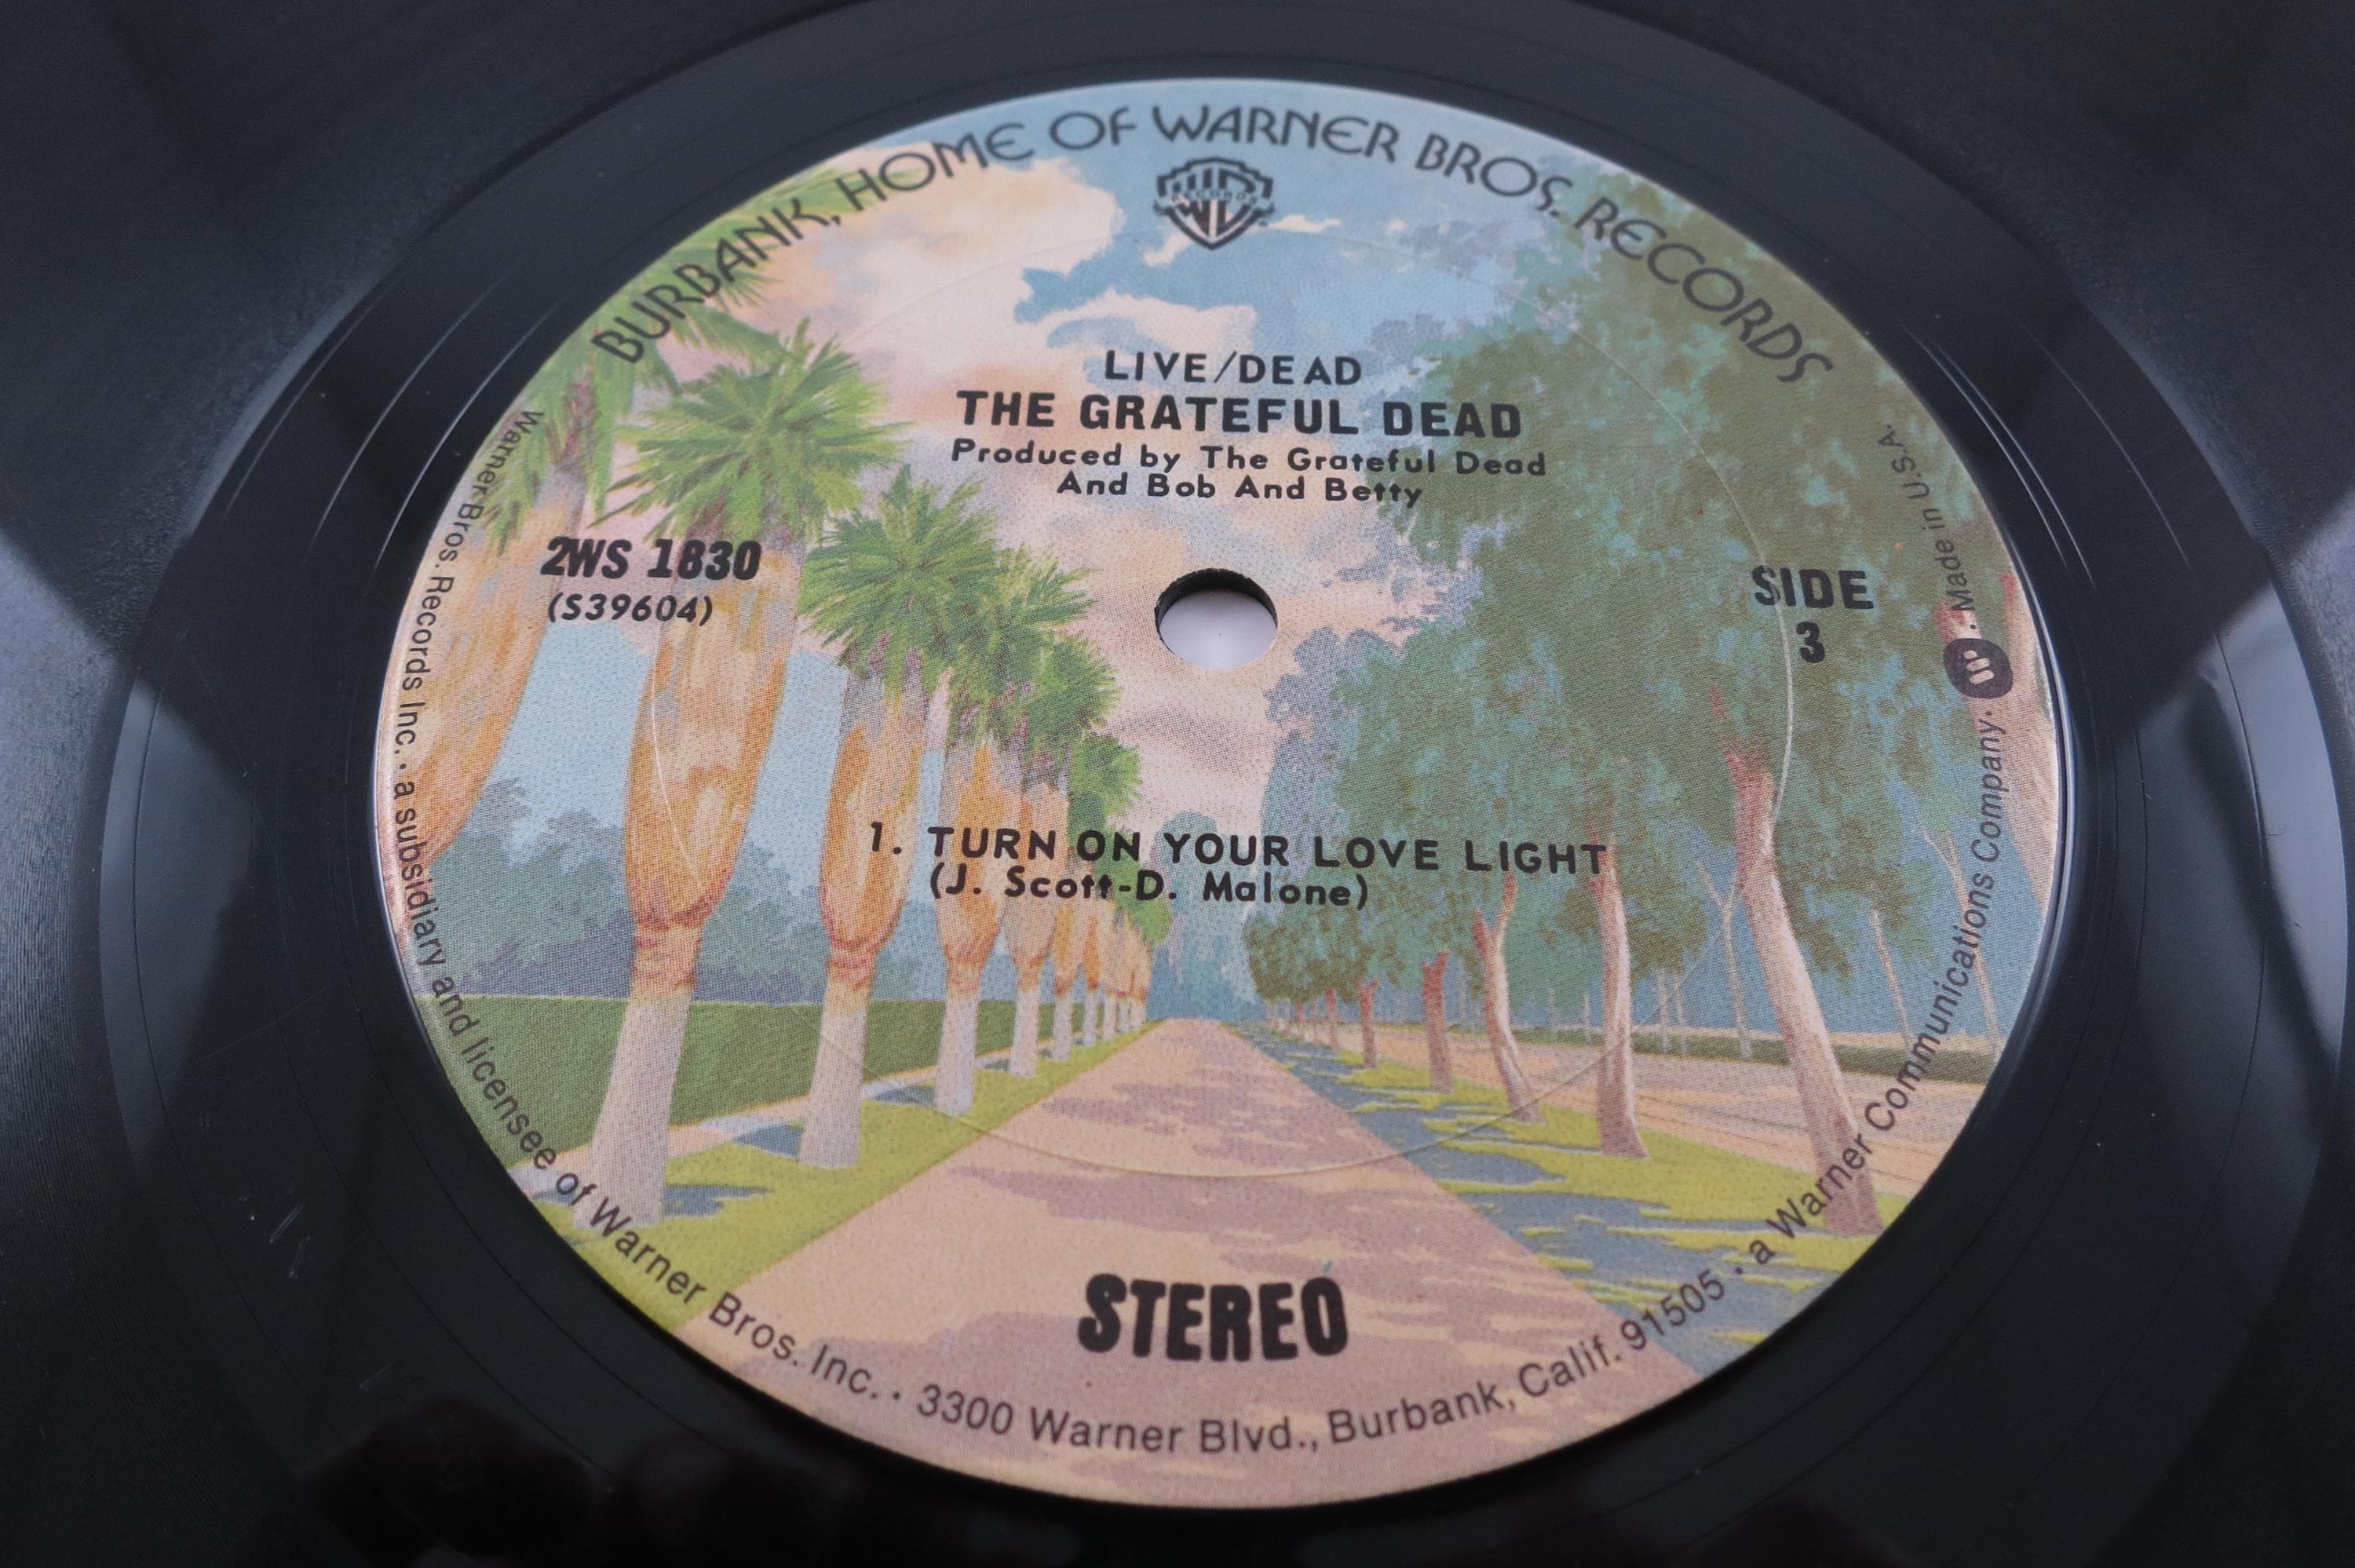 BURBANK, HOME OF WARNER BROS. RECORDS
RECORDS
LIVE/DEAD
THE GRATEFUL DEAD
Produced by The Grateful Dead
And Bob And Betty
2WS 1830
(S39604)
SIDE
3
1. TURN ON YOUR LOVE LIGHT
(J. Scott-D. Malone)
STEREO
Warner Bros. Records Inc. · a subsidiary and licensee of Warner Bros. Inc. · 3300 Warner Blvd., Burbank, Calif. 91505 · a Warner Communications Company · Made in U.S.A.